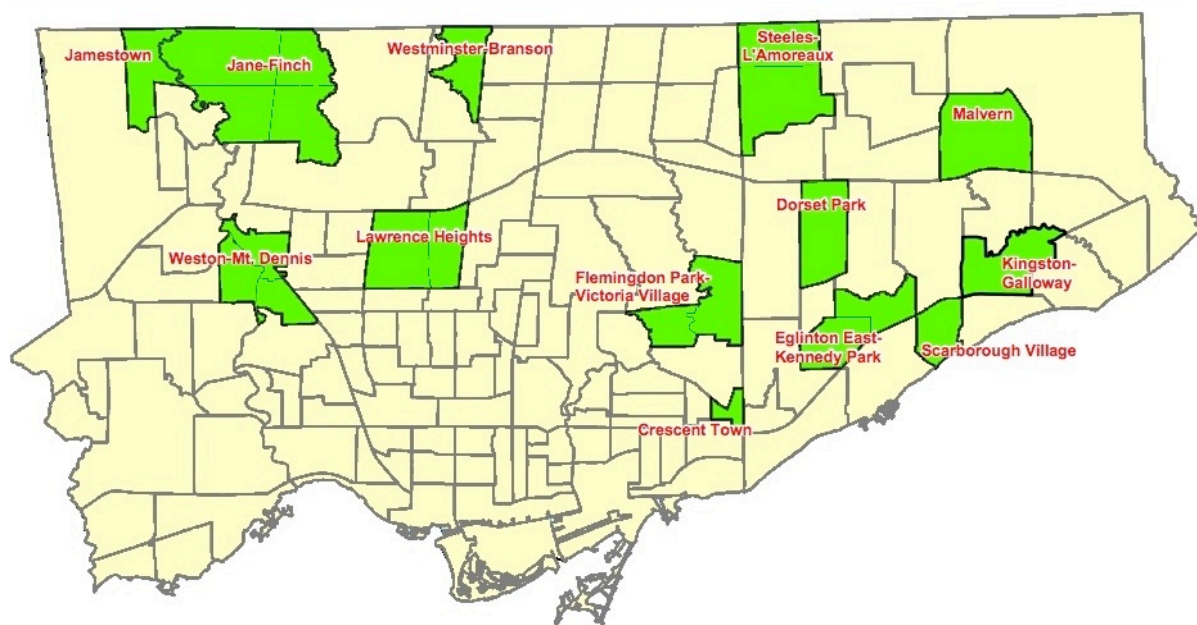 Jamestown
Jane-Finch
Westminster-Branson
Steeles-
L'Amoreaux
Malvern
Dorset Park
Lawrence Heights
Weston-Mt. Dennis
Flemingdon Park-
Victoria Village
Kingston-
Galloway
Eglinton East-
Kennedy Park
Scarborough Village
Crescent Town